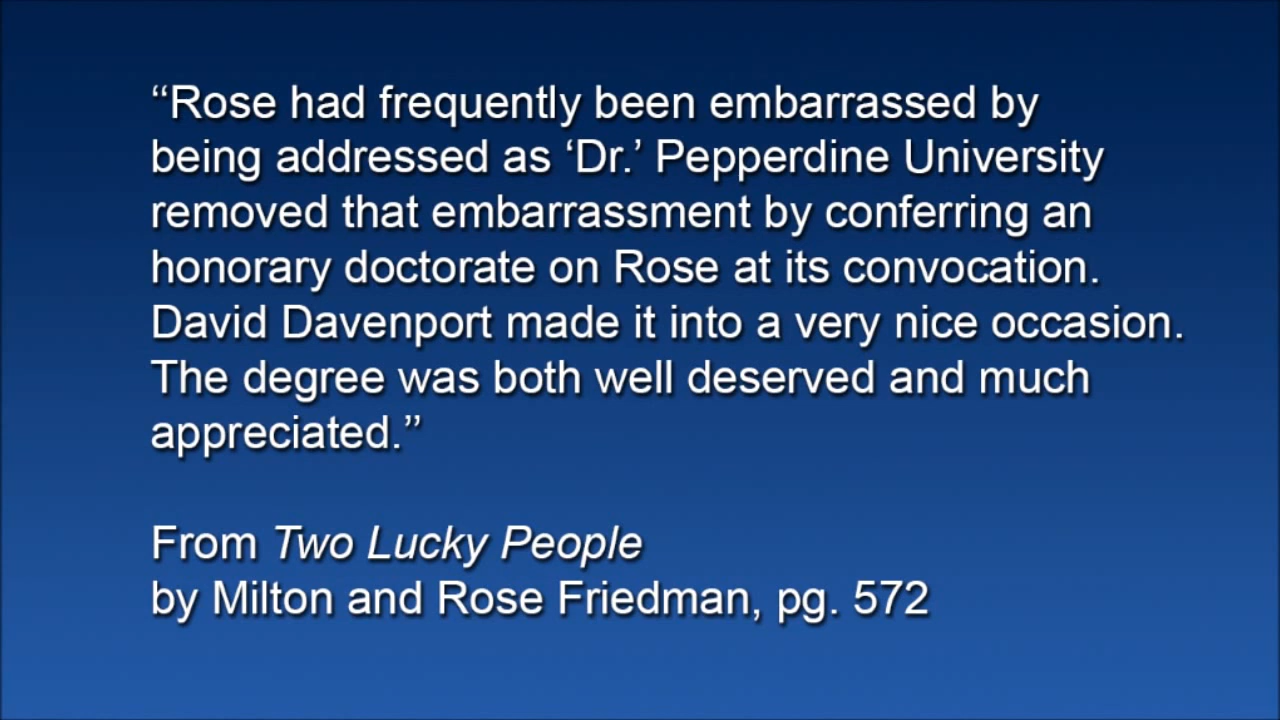 “Rose had frequently been embarrassed by
being addressed as ‘Dr.’ Pepperdine University
removed that embarrassment by conferring an
honorary doctorate on Rose at its convocation.
David Davenport made it into a very nice occasion.
The degree was both well deserved and much
appreciated.”
From Two Lucky People
by Milton and Rose Friedman, pg. 572